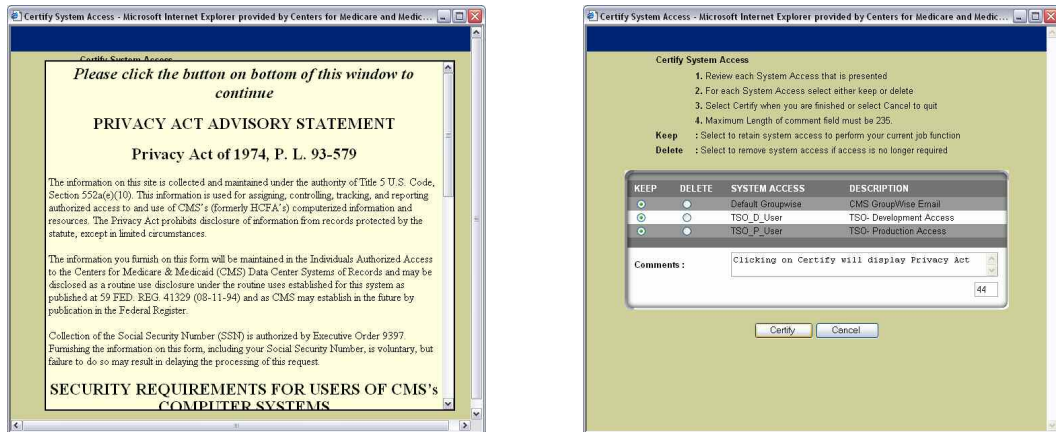 Certify System Access - Microsoft Internet Explorer provided by Centers for Medicare and Medic...
Certify System Access
Please click the button on bottom of this window to
continue
PRIVACY ACT ADVISORY STATEMENT
Privacy Act of 1974, P. L. 93-579
The information on this site is collected and maintained under the authority of Title 5 U.S. Code,
Section 552a(e)(10). This information is used for assigning, controlling, tracking, and reporting
authorized access to and use of CMS's (formerly HCFA's) computerized information and
resources. The Privacy Act prohibits disclosure of information from records protected by the
statute, except in limited circumstances.
The information you furnish on this form will be maintained in the Individuals Authorized Access
to the Centers for Medicare & Medicaid (CMS) Data Center Systems of Records and may be
disclosed as a routine use disclosure under the routine uses established for this system as
published at 59 FED. REG. 41329 (08-11-94) and as CMS may establish in the future by
publication in the Federal Register.
Collection of the Social Security Number (SSN) is authorized by Executive Order 9397.
Furnishing the information on this form, including your Social Security Number, is voluntary, but
failure to do so may result in delaying the processing of this request.
SECURITY REQUIREMENTS FOR USERS OF CMS's
COMPUTER SYSTEMS
Certify System Access - Microsoft Internet Explorer provided by Centers for Medicare and Medic...
Certify System Access
1. Review each System Access that is presented
2. For each System Access select either keep or delete
3. Select Certify when you are finished or select Cancel to quit
4. Maximum Length of comment field must be 235.
Keep : Select to retain system access to perform your current job function
Delete : Select to remove system access if access is no longer required
KEEP DELETE SYSTEM ACCESS DESCRIPTION
Default Groupwise CMS GroupWise Email
TSO_D_User TSO- Development Access
TSO_P_User TSO- Production Access
Comments : Clicking on Certify will display Privacy Act
44
Certify Cancel